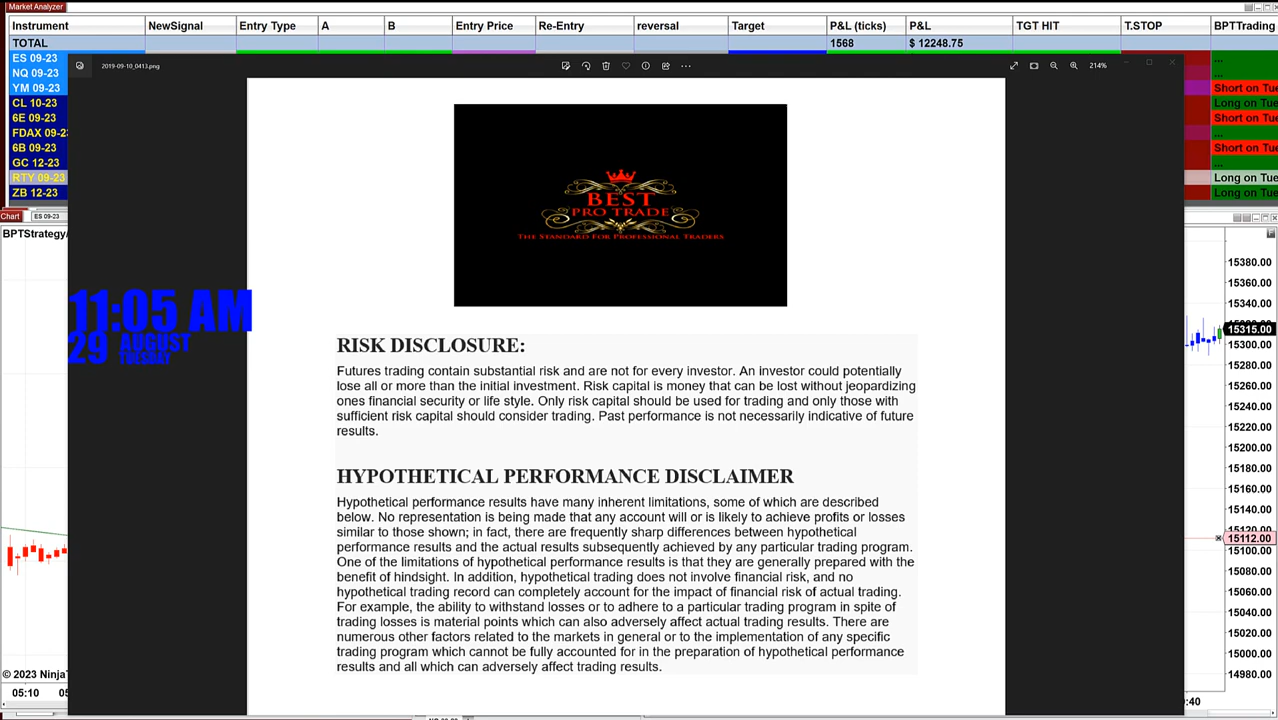 Market Analyzer
Instrument NewSignal Entry Type A B Entry Price Re-Entry reversal Target P&L (ticks) P&L TGT HIT T.STOP BPTTrading
TOTAL 1568 $ 12248.75
ES 09-23 ...
NQ 09-23 ...
YM 09-23 Short on Tue
CL 10-23 Long on Tue
6E 09-23 Short on Tue
FDAX 09-23 ...
6B 09-23 Short on Tue
GC 12-23 ...
RTY 09-23 Long on Tue
ZB 12-23 Long on Tue
2019-09-10_0413.png
214%
Chart ES 09-23
BPTStrategy/
F
BEST
PRO TRADE
THE STANDARD FOR PROFESSIONAL TRADERS
11:05 AM
29 AUGUST
TUESDAY
RISK DISCLOSURE:
Futures trading contain substantial risk and are not for every investor. An investor could potentially
lose all or more than the initial investment. Risk capital is money that can be lost without jeopardizing
ones financial security or life style. Only risk capital should be used for trading and only those with
sufficient risk capital should consider trading. Past performance is not necessarily indicative of future
results.
HYPOTHETICAL PERFORMANCE DISCLAIMER
Hypothetical performance results have many inherent limitations, some of which are described
below. No representation is being made that any account will or is likely to achieve profits or losses
similar to those shown; in fact, there are frequently sharp differences between hypothetical
performance results and the actual results subsequently achieved by any particular trading program.
One of the limitations of hypothetical performance results is that they are generally prepared with the
benefit of hindsight. In addition, hypothetical trading does not involve financial risk, and no
hypothetical trading record can completely account for the impact of financial risk of actual trading.
For example, the ability to withstand losses or to adhere to a particular trading program in spite of
trading losses is material points which can also adversely affect actual trading results. There are
numerous other factors related to the markets in general or to the implementation of any specific
trading program which cannot be fully accounted for in the preparation of hypothetical performance
results and all which can adversely affect trading results.
15380.00
15360.00
15340.00
15315.00
15300.00
15280.00
15260.00
15240.00
15220.00
15200.00
15180.00
15160.00
15140.00
15120.00
15112.00
15100.00
15080.00
15060.00
15040.00
15020.00
15000.00
14980.00
© 2023 NinjaT
05:10 05 :40